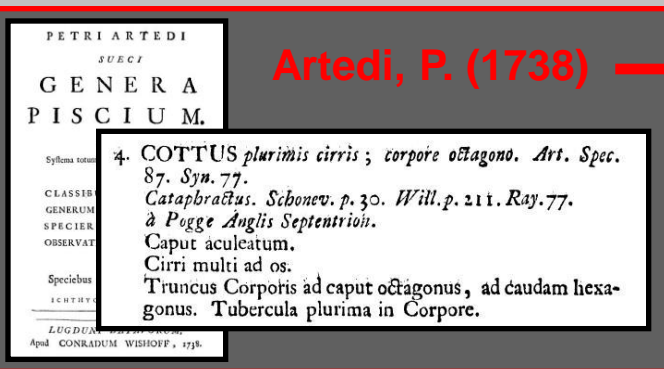 PETRI ARTEDI
SUECI
GENERA
PISCIUM.
Systema totum
CLASSIB
GENERUM
SPECIER
OBSERVAT
Speciebus
ICHTHYO
LUGDUNI BATAVORUM,
Apud CONRADUM WISHOFF, 1738.
Artedi, P. (1738)
4. COTTUS plurimis cirris; corpore octagono. Art. Spec.
87. Syn. 77.
Cataphractus. Schonev. p. 30. Will. p. 211. Ray. 77.
à Pogge Anglis Septentrion.
Caput aculeatum.
Cirri multi ad os.
Truncus Corporis ad caput octagonus, ad caudam hexa-
gonus. Tubercula plurima in Corpore.